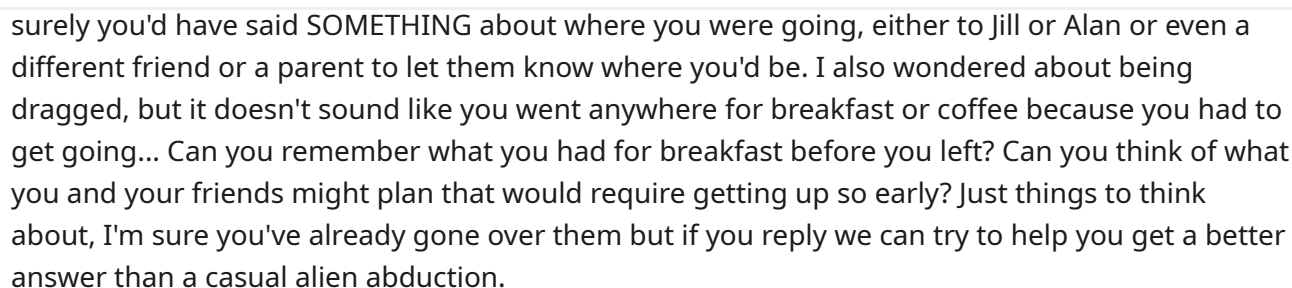 surely you'd have said SOMETHING about where you were going, either to Jill or Alan or even a
different friend or a parent to let them know where you'd be. I also wondered about being
dragged, but it doesn't sound like you went anywhere for breakfast or coffee because you had to
get going... Can you remember what you had for breakfast before you left? Can you think of what
you and your friends might plan that would require getting up so early? Just things to think
about, I'm sure you've already gone over them but if you reply we can try to help you get a better
answer than a casual alien abduction.